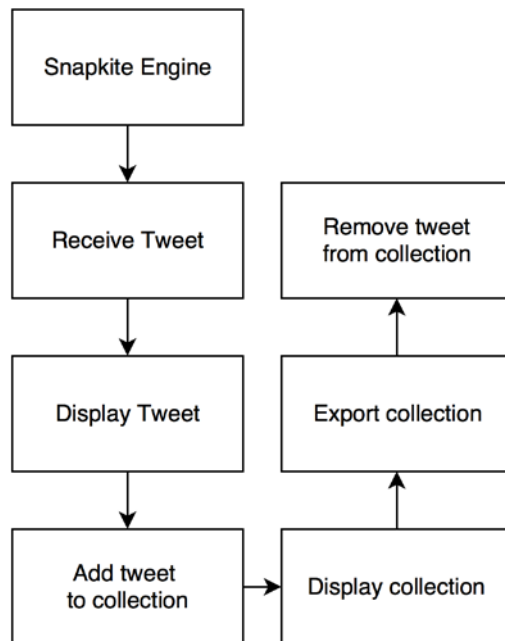 Snapkite Engine
Receive Tweet
Display Tweet
Add tweet
to collection
Display collection
Export collection
Remove tweet
from collection